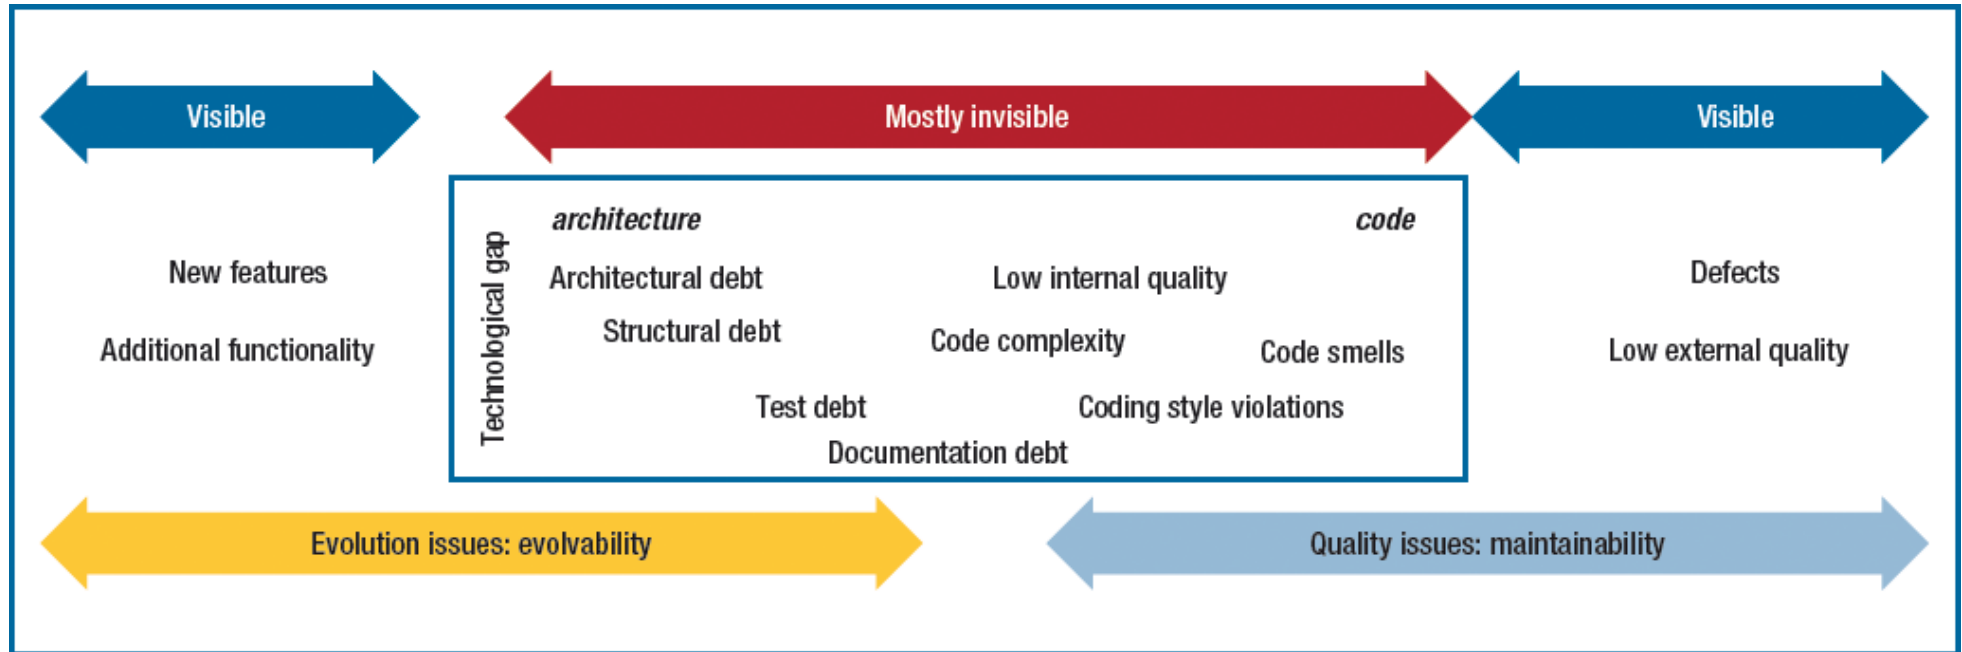 Visible
Mostly invisible
Visible
New features
Additional functionality
Technological gap
architecture
code
Architectural debt
Low internal quality
Structural debt
Code complexity
Code smells
Test debt
Coding style violations
Documentation debt
Defects
Low external quality
Evolution issues: evolvability
Quality issues: maintainability